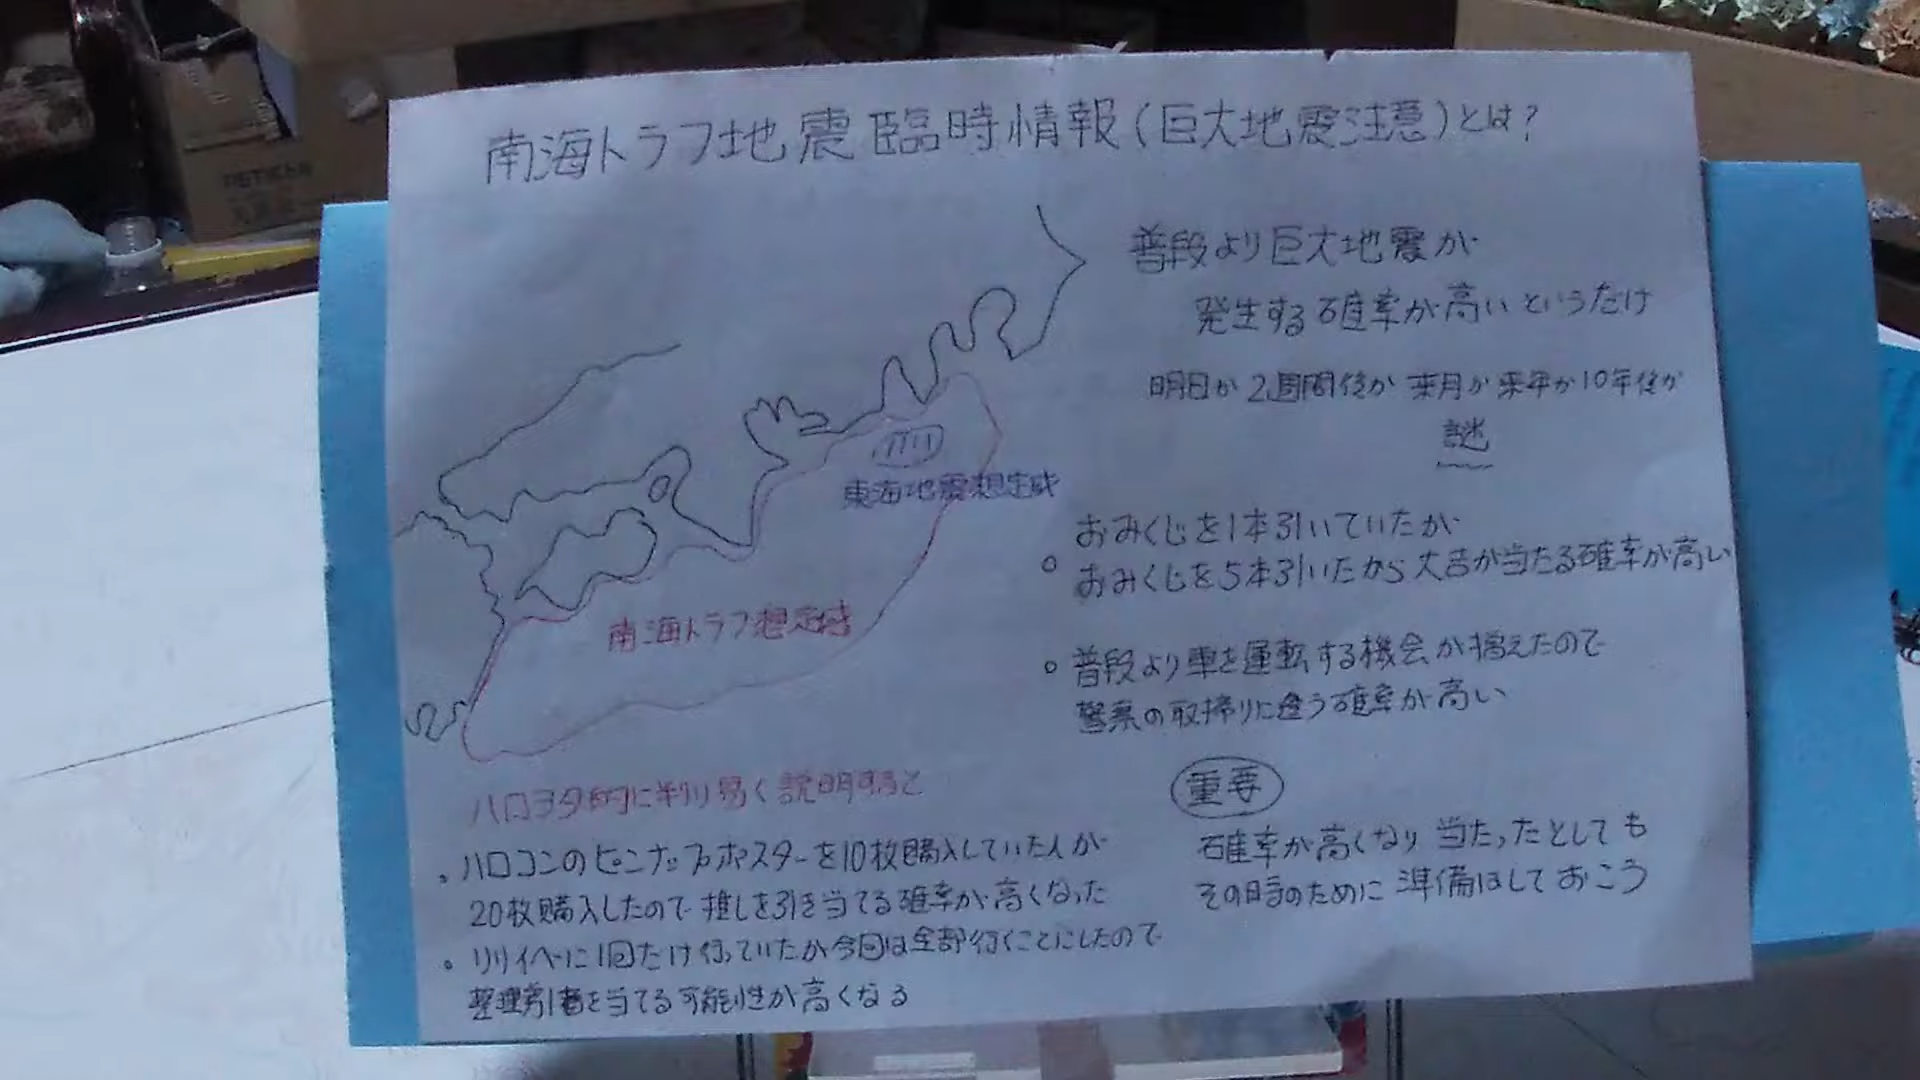 南海トラフ地震臨時情報(巨大地震注意)とは?
普段より巨大地震が
発生する確率が高いというだけ
明日か2週間後か来月か来年か10年後か
謎
東海地震想定域
南海トラフ想定域
おみくじを1本引いていたが
おみくじを5本引いたから大吉が当たる確率が高い
普段より車を運転する機会が増えたので
警察の取締りに逢う確率が高い
重要
確率が高くなり当たったとしても
その時のために準備はしておこう
ハロヲタ的に判り易く説明すると
ハロコンのピンナップポスターを10枚購入していた人が
20枚購入したので推しを引き当てる確率が高くなった
リリイベに1回だけ行っていたが今回は全部行くことにしたので
整理券1番を当てる可能性が高くなる